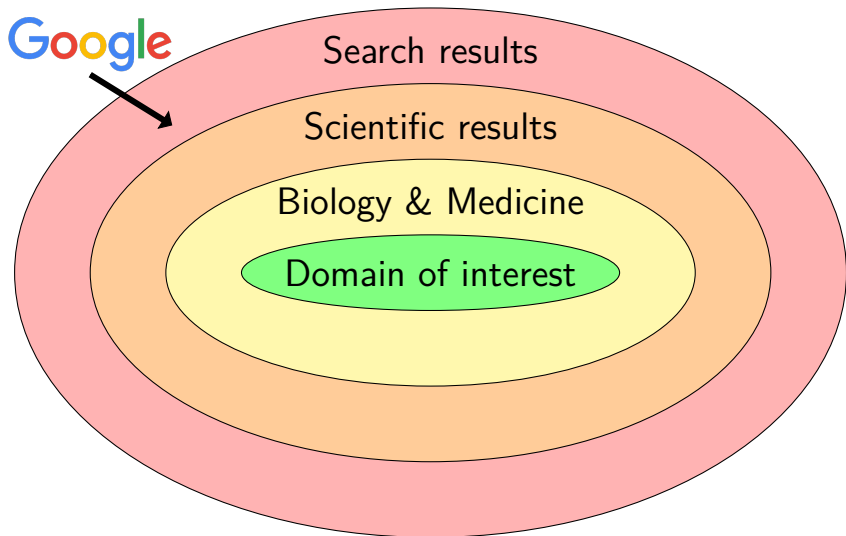 Google
Search results
Scientific results
Biology & Medicine
Domain of interest